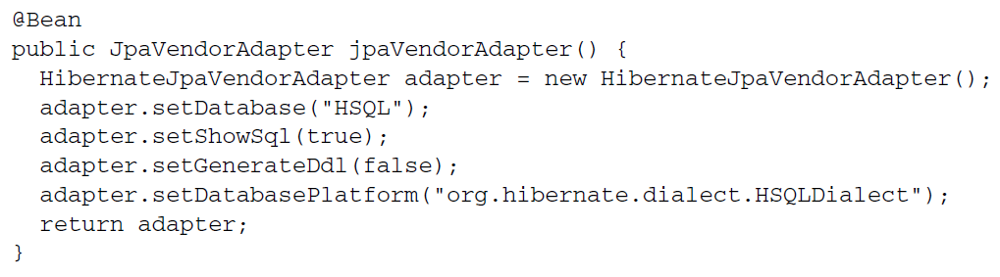 @Bean
public JpaVendorAdapter jpaVendorAdapter() {
  HibernateJpaVendorAdapter adapter = new HibernateJpaVendorAdapter();
  adapter.setDatabase("HSQL");
  adapter.setShowSql(true);
  adapter.setGenerateDdl(false);
  adapter.setDatabasePlatform("org.hibernate.dialect.HSQLDialect");
  return adapter;
}